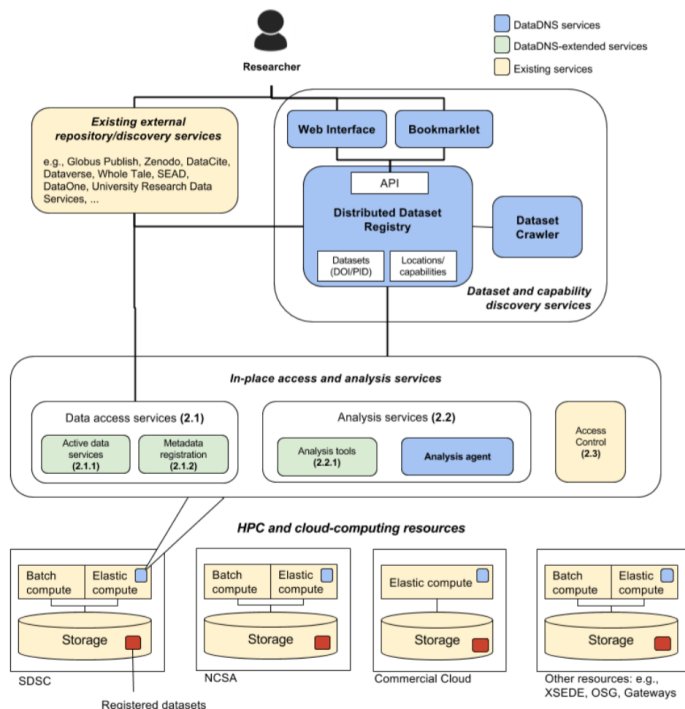 DataDNS services
DataDNS-extended services
Existing services
Researcher
Existing external
repository/discovery services
e.g., Globus Publish, Zenodo, DataCite,
Dataverse, Whole Tale, SEAD,
DataOne, University Research Data
Services, ...
Web Interface
Bookmarklet
API
Distributed Dataset
Registry
Datasets
(DOI/PID)
Locations/
capabilities
Dataset
Crawler
Dataset and capability
discovery services
In-place access and analysis services
Data access services (2.1)
Active data
services
(2.1.1)
Metadata
registration
(2.1.2)
Analysis services (2.2)
Analysis tools
(2.2.1)
Analysis agent
Access
Control
(2.3)
HPC and cloud-computing resources
Batch
compute
Elastic
compute
Storage
SDSC
Registered datasets
Batch
compute
Elastic
compute
Storage
NCSA
Elastic compute
Storage
Commercial Cloud
Batch
compute
Elastic
compute
Storage
Other resources: e.g.,
XSEDE, OSG, Gateways